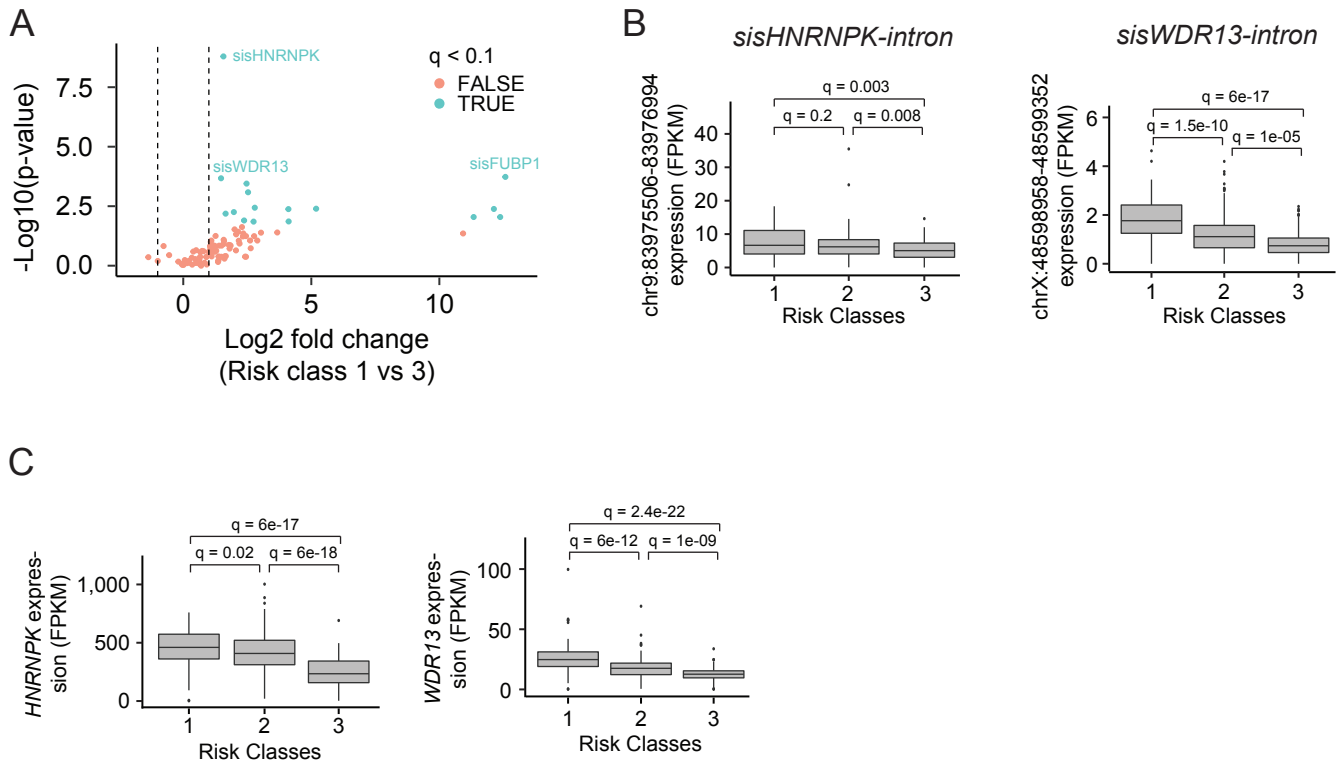 A
sisHNRNPK
q < 0.1
FALSE
TRUE
7.5
5.0
2.5
0.0
-Log10(p-value)
sisWDR13
sisFUBP1
0
5
10
Log2 fold change
(Risk class 1 vs 3)
B
sisHNRNPK-intron
chr9:83975506-83976994
expression (FPKM)
q = 0.003
q = 0.2
q = 0.008
40
30
20
10
0
1
2
3
Risk Classes
sisWDR13-intron
chrX:48598958-48599352
expression (FPKM)
q = 6e-17
q = 1.5e-10
q = 1e-05
6
4
2
0
1
2
3
Risk Classes
C
HNRNPK expres-
sion (FPKM)
q = 6e-17
q = 0.02
q = 6e-18
1,000
500
0
1
2
3
Risk Classes
WDR13 expres-
sion (FPKM)
q = 2.4e-22
q = 6e-12
q = 1e-09
100
50
0
1
2
3
Risk Classes